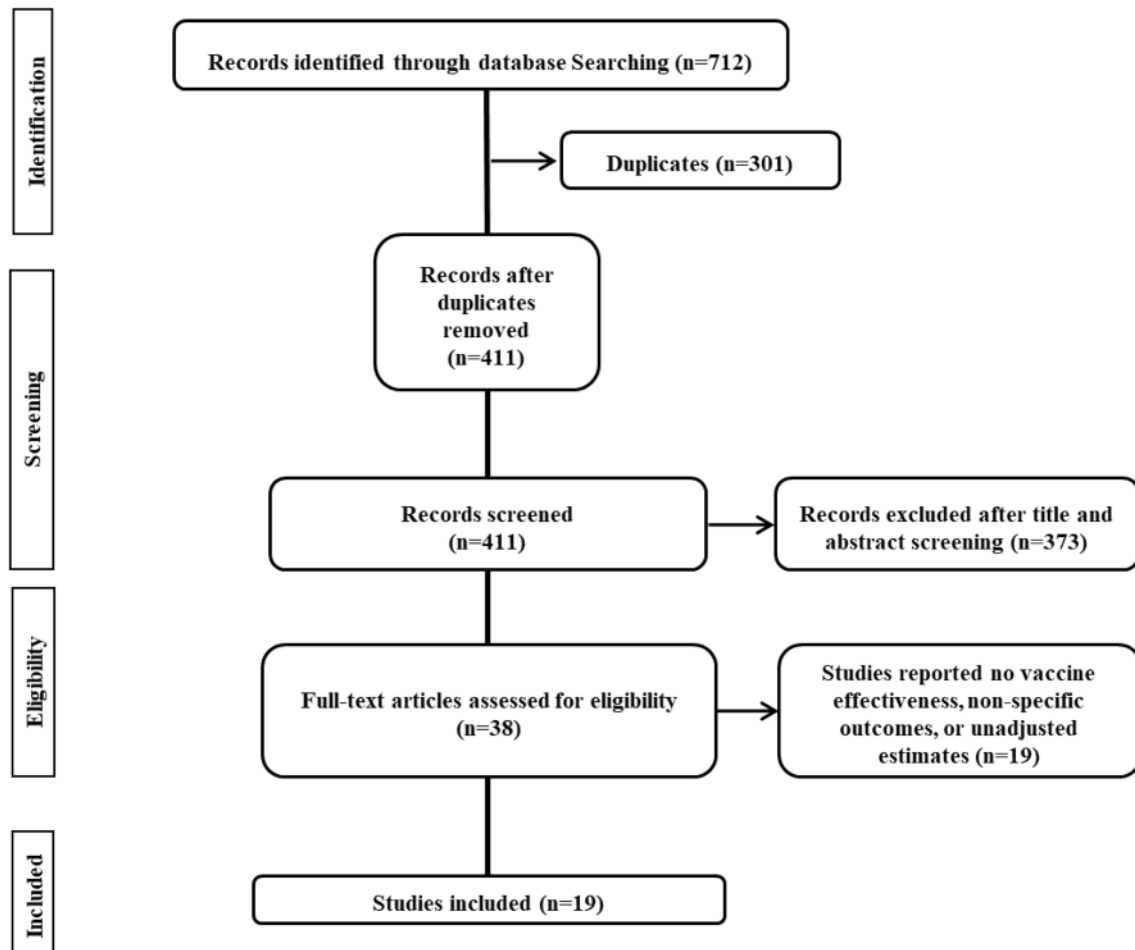 Identification
Records identified through database Searching (n=712)
Duplicates (n=301)
Screening
Records after
duplicates
removed
(n=411)
Records screened
(n=411)
Records excluded after title and
abstract screening (n=373)
Eligibility
Full-text articles assessed for eligibility
(n=38)
Studies reported no vaccine
effectiveness, non-specific
outcomes, or unadjusted
estimates (n=19)
Included
Studies included (n=19)